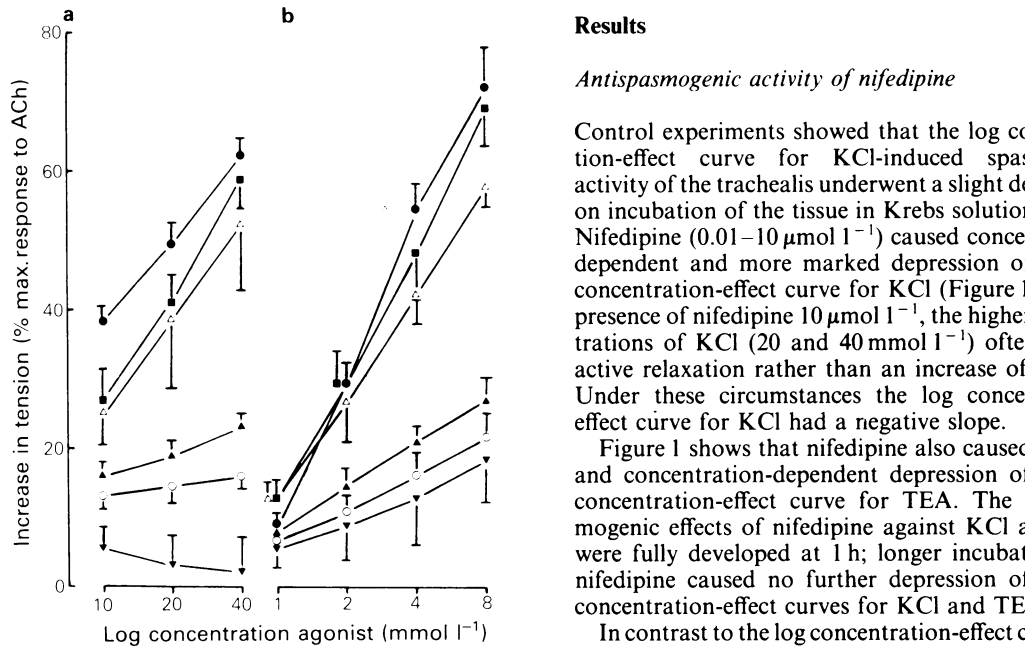 a
b
80
60
40
20
0
Increase in tension (% max. response to ACh)
10 20 40 1 2 4 8
Log concentration agonist (mmol l⁻¹)
Results
Antispasmogenic activity of nifedipine
Control experiments showed that the log co
tion-effect curve for KCl-induced spas
activity of the trachealis underwent a slight de
on incubation of the tissue in Krebs solution
Nifedipine (0.01–10 μmol l⁻¹) caused conce
dependent and more marked depression o
concentration-effect curve for KCl (Figure 1
presence of nifedipine 10 μmol l⁻¹, the higher
trations of KCl (20 and 40 mmol l⁻¹) ofte
active relaxation rather than an increase of
Under these circumstances the log conce
effect curve for KCl had a negative slope.
Figure 1 shows that nifedipine also caused
and concentration-dependent depression of
concentration-effect curve for TEA. The
mogenic effects of nifedipine against KCl a
were fully developed at 1 h; longer incubat
nifedipine caused no further depression of
concentration-effect curves for KCl and TE
In contrast to the log concentration-effect c